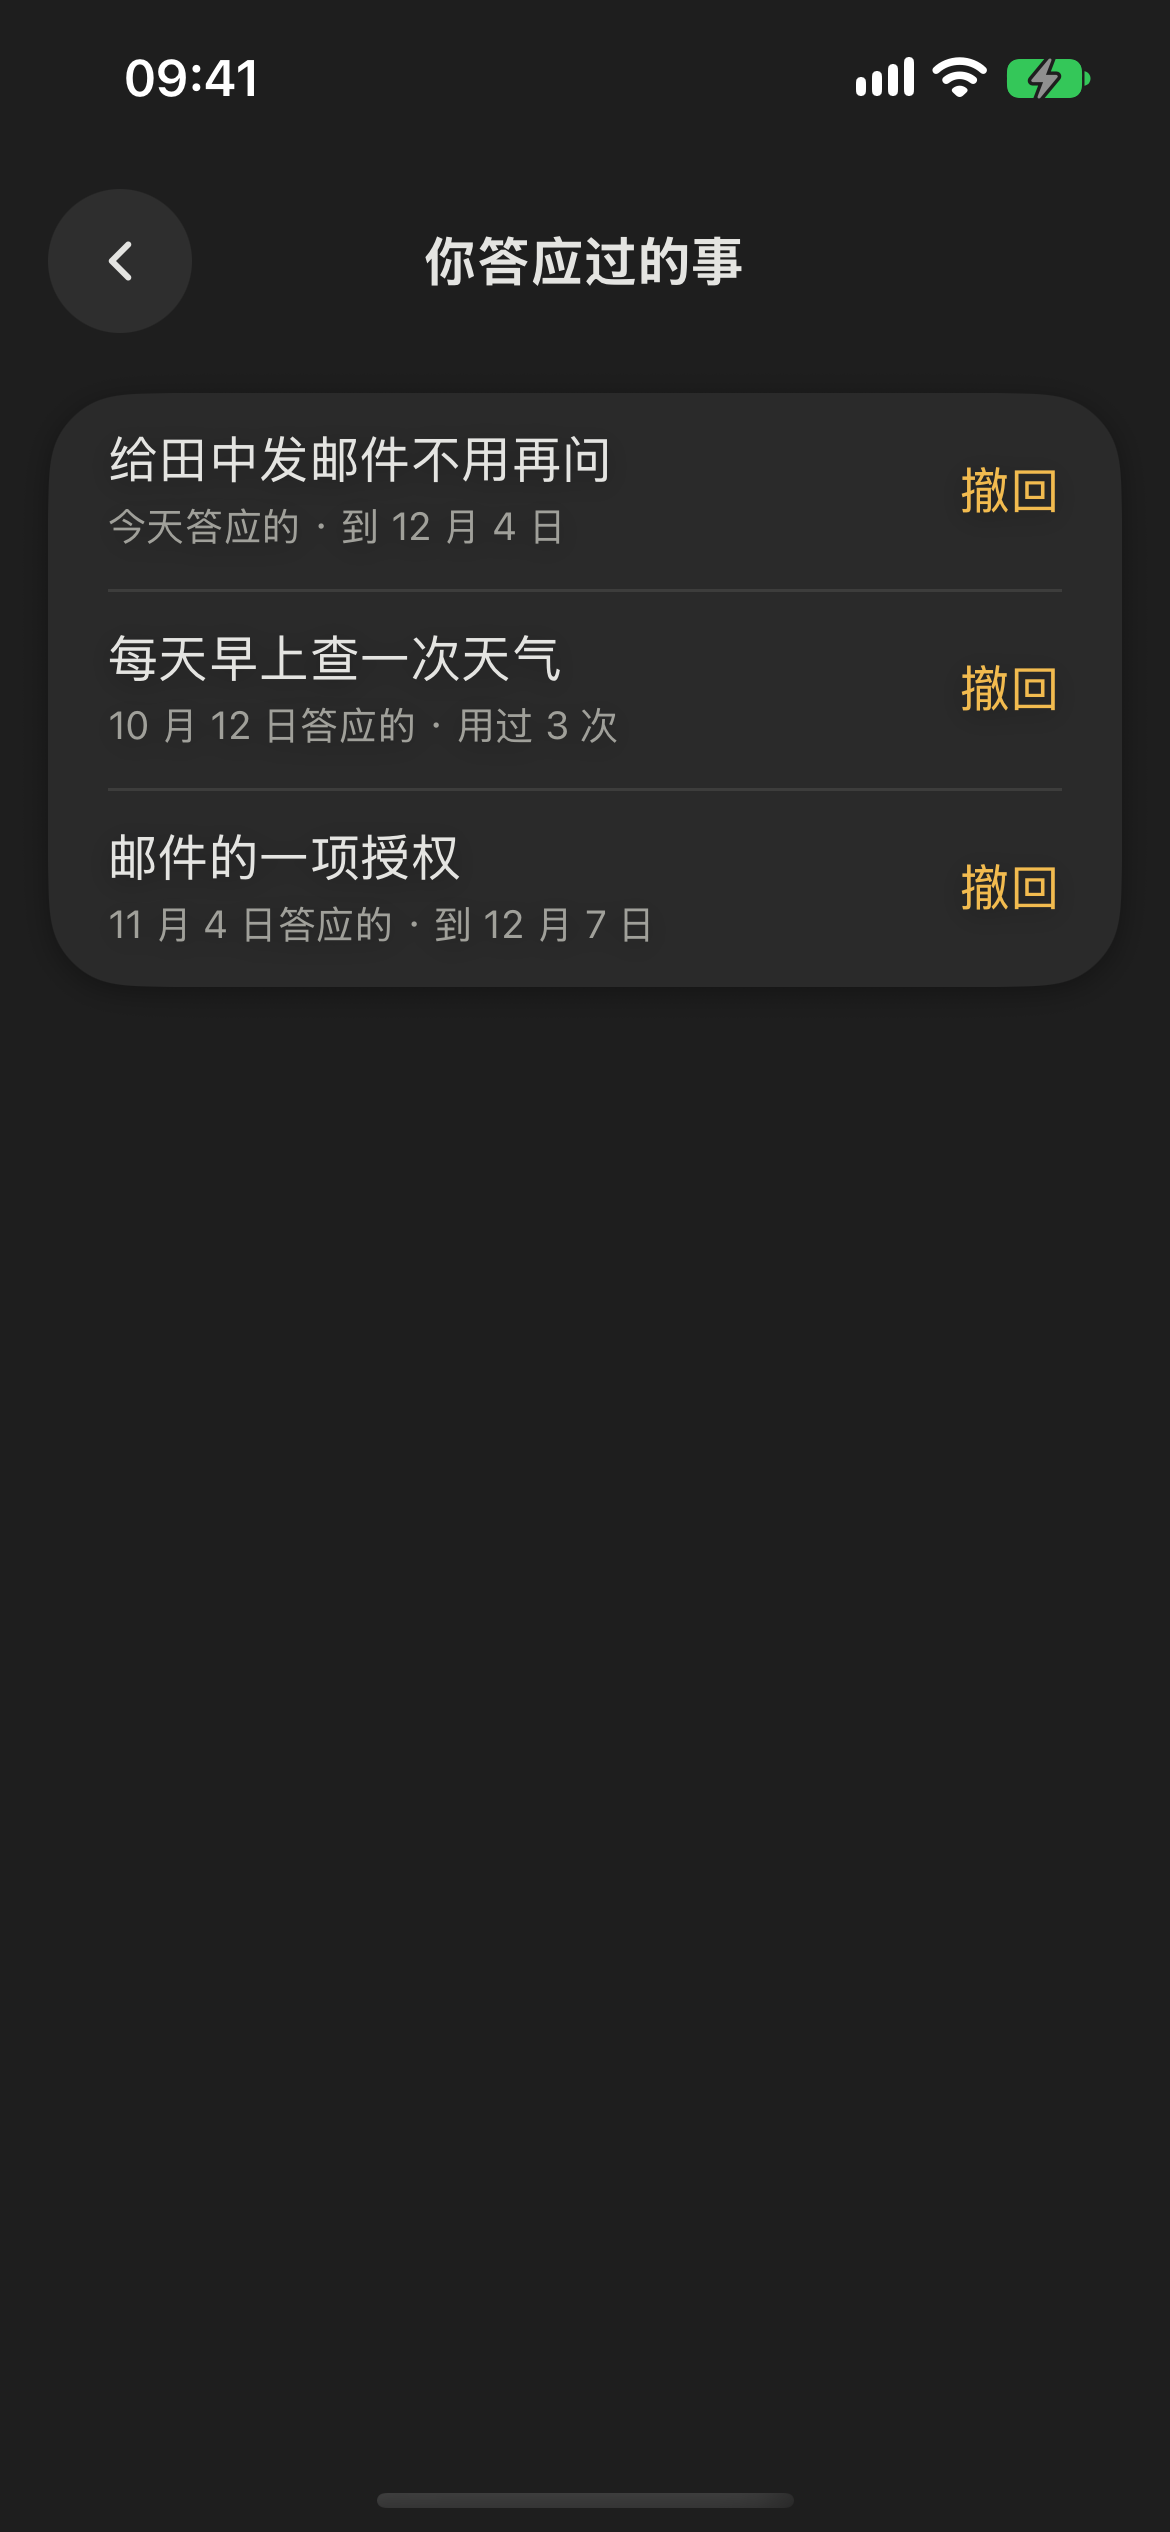 09:41
你答应过的事
给田中发邮件不用再问
今天答应的 · 到 12 月 4 日
撤回
每天早上查一次天气
10 月 12 日答应的 · 用过 3 次
撤回
邮件的一项授权
11 月 4 日答应的 · 到 12 月 7 日
撤回